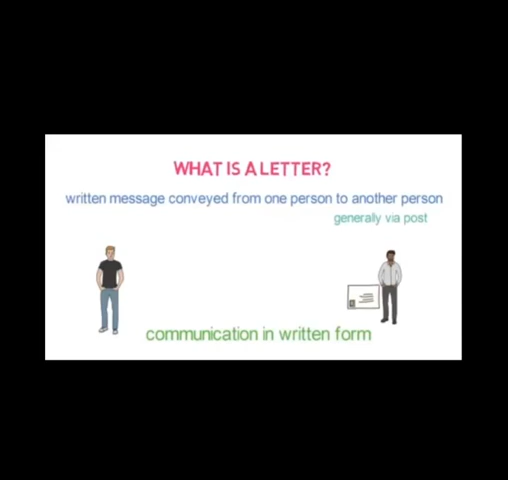 WHAT IS A LETTER?
written message conveyed from one person to another person
generally via post
communication in written form